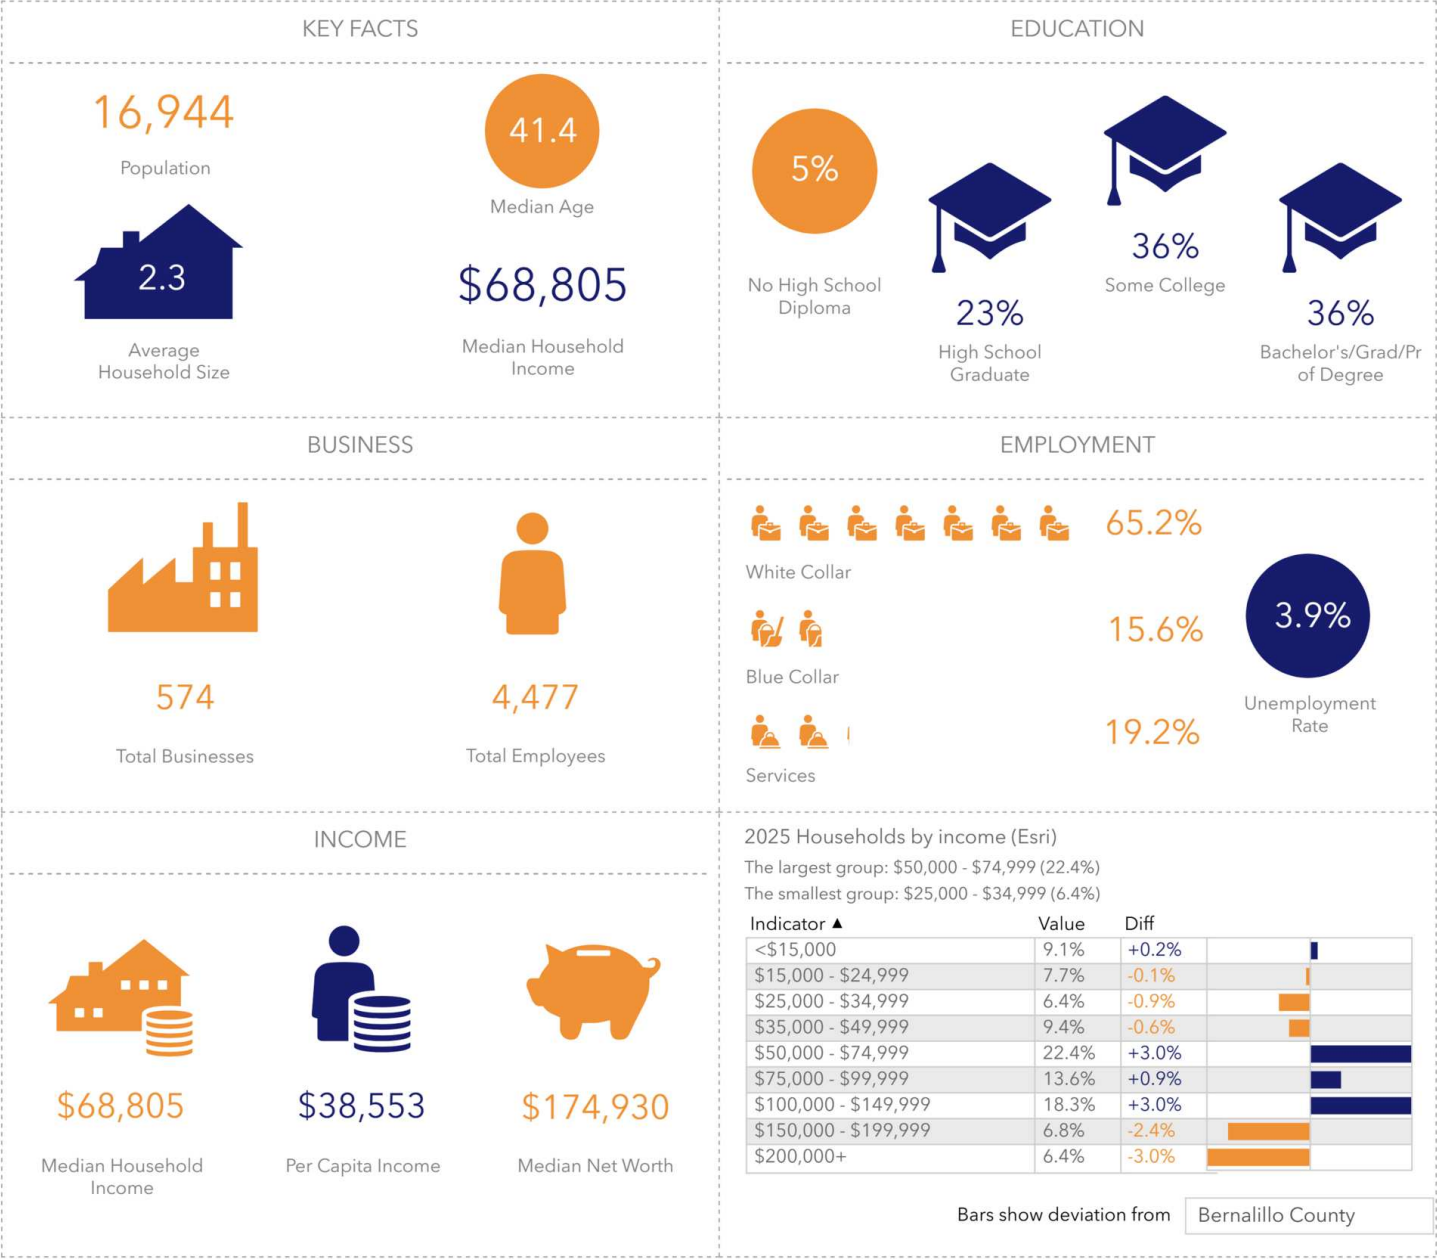 KEY FACTS
16,944
Population
41.4
Median Age
2.3
Average
Household Size
$68,805
Median Household
Income
EDUCATION
5%
No High School
Diploma
23%
High School
Graduate
36%
Some College
36%
Bachelor's/Grad/Pr
of Degree
BUSINESS
574
Total Businesses
4,477
Total Employees
EMPLOYMENT
65.2%
White Collar
15.6%
Blue Collar
19.2%
Services
3.9%
Unemployment
Rate
INCOME
$68,805
Median Household
Income
$38,553
Per Capita Income
$174,930
Median Net Worth
2025 Households by income (Esri)
The largest group: $50,000 - $74,999 (22.4%)
The smallest group: $25,000 - $34,999 (6.4%)
Indicator ▲ Value Diff
<$15,000 9.1% +0.2%
$15,000 - $24,999 7.7% -0.1%
$25,000 - $34,999 6.4% -0.9%
$35,000 - $49,999 9.4% -0.6%
$50,000 - $74,999 22.4% +3.0%
$75,000 - $99,999 13.6% +0.9%
$100,000 - $149,999 18.3% +3.0%
$150,000 - $199,999 6.8% -2.4%
$200,000+ 6.4% -3.0%
Bars show deviation from Bernalillo County